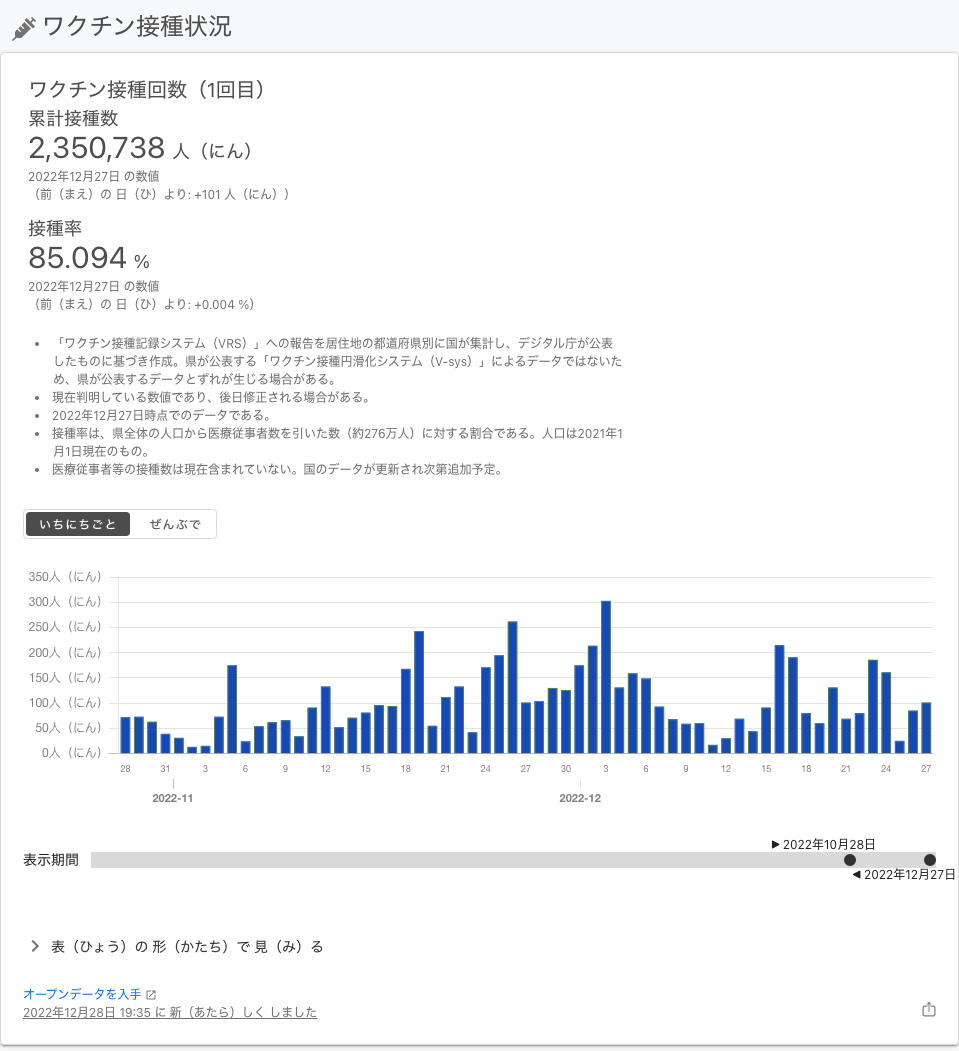 ワクチン接種状況
ワクチン接種回数（1回目）
累計接種数
2,350,738 人（にん）
2022年12月27日 の数値
（前（まえ）の 日（ひ）より: +101 人（にん））
接種率
85.094 %
2022年12月27日 の数値
（前（まえ）の 日（ひ）より: +0.004 %）
• 「ワクチン接種記録システム（VRS）」への報告を居住地の都道府県別に国が集計し、デジタル庁が公表
したものに基づき作成。県が公表する「ワクチン接種円滑化システム（V-sys）」によるデータではないた
め、県が公表するデータとずれが生じる場合がある。
• 現在判明している数値であり、後日修正される場合がある。
• 2022年12月27日時点でのデータである。
• 接種率は、県全体の人口から医療従事者数を引いた数（約276万人）に対する割合である。人口は2021年1
月1日現在のもの。
• 医療従事者等の接種数は現在含まれていない。国のデータが更新され次第追加予定。
いちにちごと ぜんぶで
350人（にん）
300人（にん）
250人（にん）
200人（にん）
150人（にん）
100人（にん）
50人（にん）
0人（にん）
28 31 3 6 9 12 15 18 21 24 27 30 3 6 9 12 15 18 21 24 27
2022-11 2022-12
▶ 2022年10月28日
表示期間
◀ 2022年12月27日
表（ひょう）の 形（かたち）で 見（み）る
オープンデータを入手
2022年12月28日 19:35 に 新（あたら）しく しました